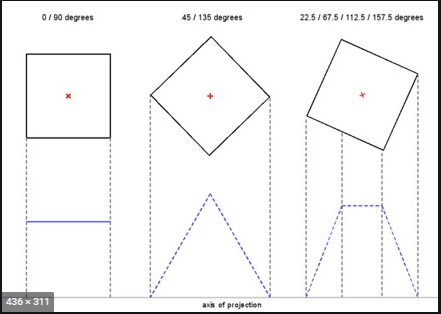 0 / 90 degrees
45 / 135 degrees
22.5 / 67.5 / 112.5 / 157.5 degrees
436 × 311
axis of projection